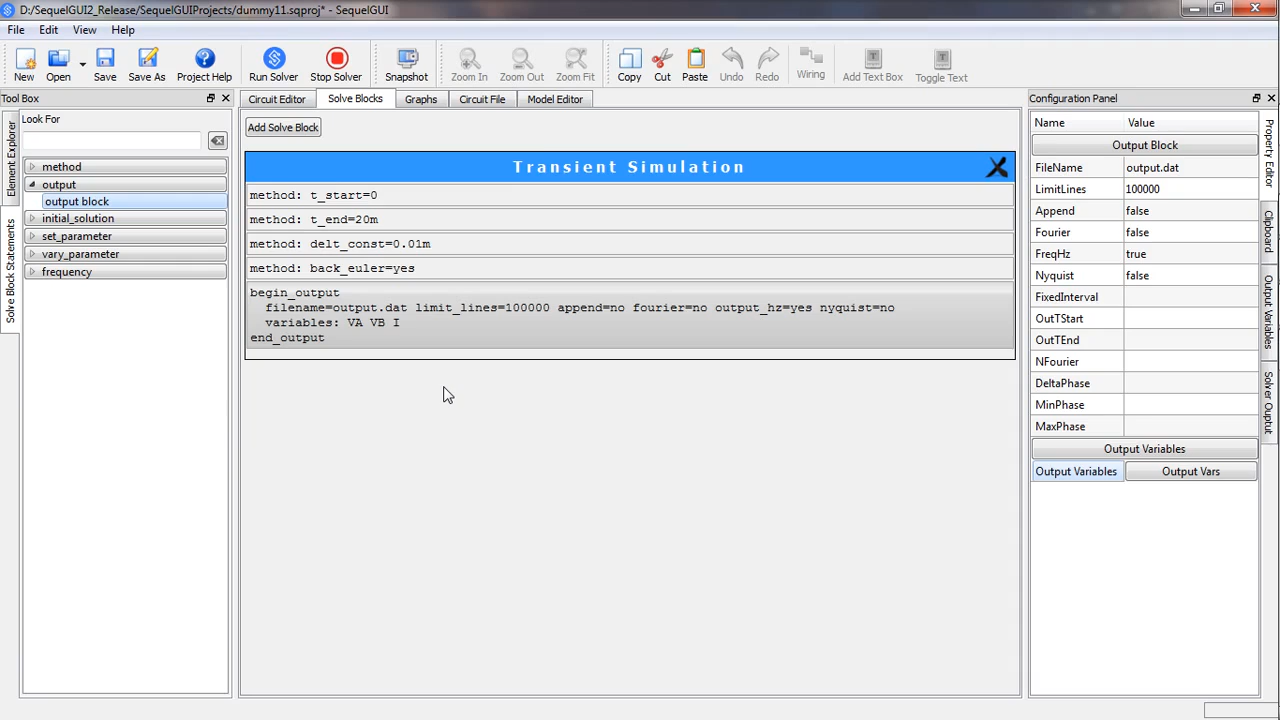 D:/SequelGUI2_Release/SequelGUIProjects/dummy11.sqproj* - SequelGUI
File Edit View Help
New Open Save Save As Project Help Run Solver Stop Solver Snapshot Zoom In Zoom Out Zoom Fit Copy Cut Paste Undo Redo Wiring Add Text Box Toggle Text
Tool Box
Look For
method
output
output block
initial_solution
set_parameter
vary_parameter
frequency
Element Explorer
Solve Block Statements
Circuit Editor Solve Blocks Graphs Circuit File Model Editor
Add Solve Block
Transient Simulation
method: t_start=0
method: t_end=20m
method: delt_const=0.01m
method: back_euler=yes
begin_output
filename=output.dat limit_lines=100000 append=no fourier=no output_hz=yes nyquist=no
variables: VA VB I
end_output
Configuration Panel
Name Value
Output Block
FileName output.dat
LimitLines 100000
Append false
Fourier false
FreqHz true
Nyquist false
FixedInterval
OutTStart
OutTEnd
NFourier
DeltaPhase
MinPhase
MaxPhase
Output Variables
Output Variables Output Vars
Property Editor
Clipboard
Output Variables
Solver Ouptut